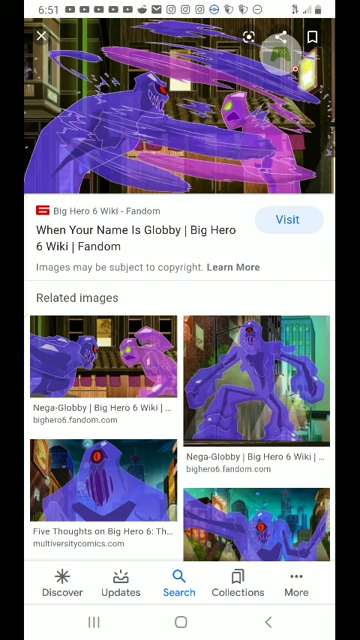 6:51
Big Hero 6 Wiki - Fandom
When Your Name Is Globby | Big Hero
6 Wiki | Fandom
Visit
Images may be subject to copyright. Learn More
Related images
Nega-Globby | Big Hero 6 Wiki | ...
bighero6.fandom.com
Nega-Globby | Big Hero 6 Wiki | ...
bighero6.fandom.com
Five Thoughts on Big Hero 6: Th...
multiversitycomics.com
Discover
Updates
Search
Collections
More